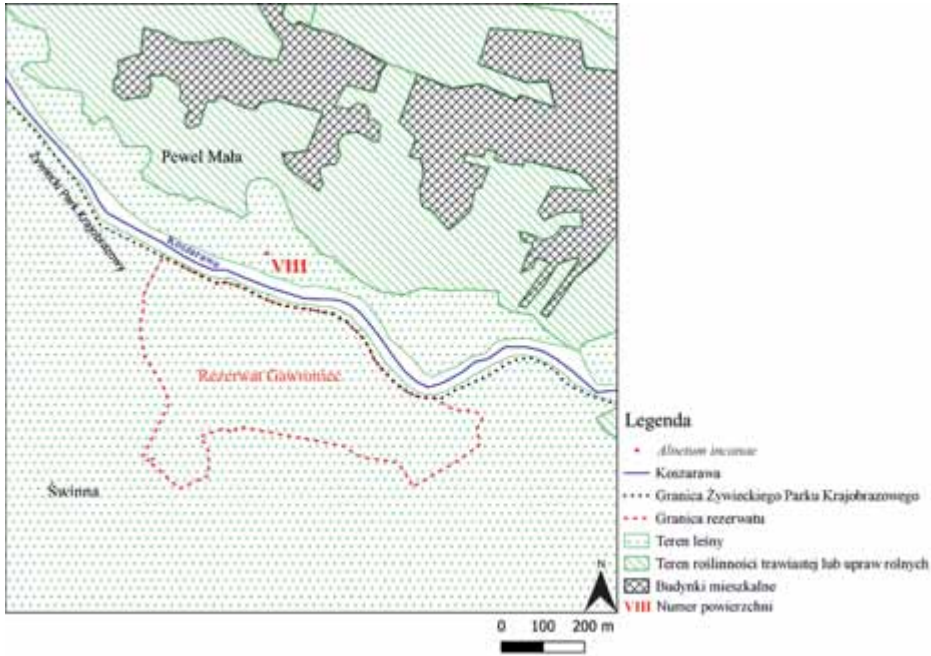 Pewel Mała
Żywiecki Park Krajobrazowy
Koszarawa
VIII
Rezerwat Gawroniec
Świnna
Legenda
Alnetum incanae
Koszarawa
Granica Żywieckiego Parku Krajobrazowego
Granica rezerwatu
Teren leśny
Teren roślinności trawiastej lub upraw rolnych
Budynki mieszkalne
VIII Numer powierzchni
N
0 100 200 m